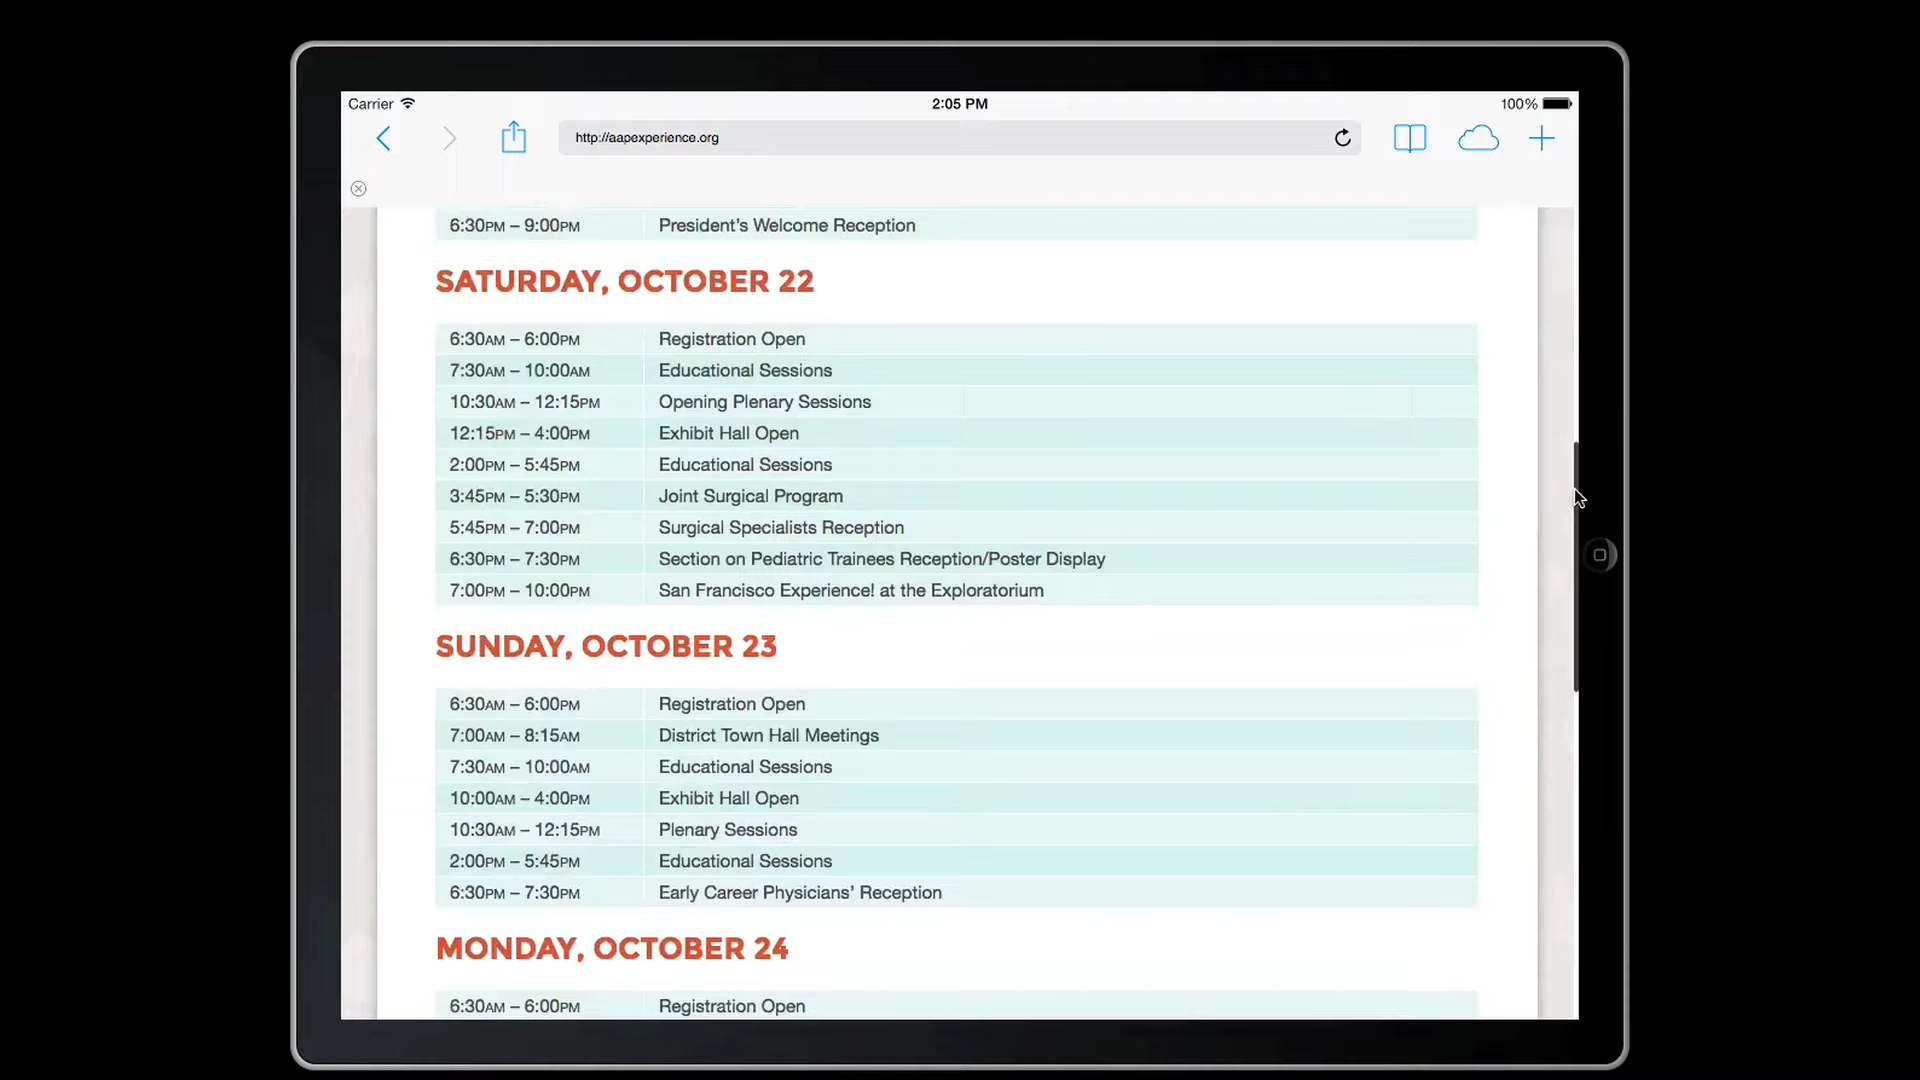 Carrier 2:05 PM 100%
http://aapexperience.org
6:30PM – 9:00PM President’s Welcome Reception
SATURDAY, OCTOBER 22
6:30AM – 6:00PM Registration Open
7:30AM – 10:00AM Educational Sessions
10:30AM – 12:15PM Opening Plenary Sessions
12:15PM – 4:00PM Exhibit Hall Open
2:00PM – 5:45PM Educational Sessions
3:45PM – 5:30PM Joint Surgical Program
5:45PM – 7:00PM Surgical Specialists Reception
6:30PM – 7:30PM Section on Pediatric Trainees Reception/Poster Display
7:00PM – 10:00PM San Francisco Experience! at the Exploratorium
SUNDAY, OCTOBER 23
6:30AM – 6:00PM Registration Open
7:00AM – 8:15AM District Town Hall Meetings
7:30AM – 10:00AM Educational Sessions
10:00AM – 4:00PM Exhibit Hall Open
10:30AM – 12:15PM Plenary Sessions
2:00PM – 5:45PM Educational Sessions
6:30PM – 7:30PM Early Career Physicians’ Reception
MONDAY, OCTOBER 24
6:30AM – 6:00PM Registration Open